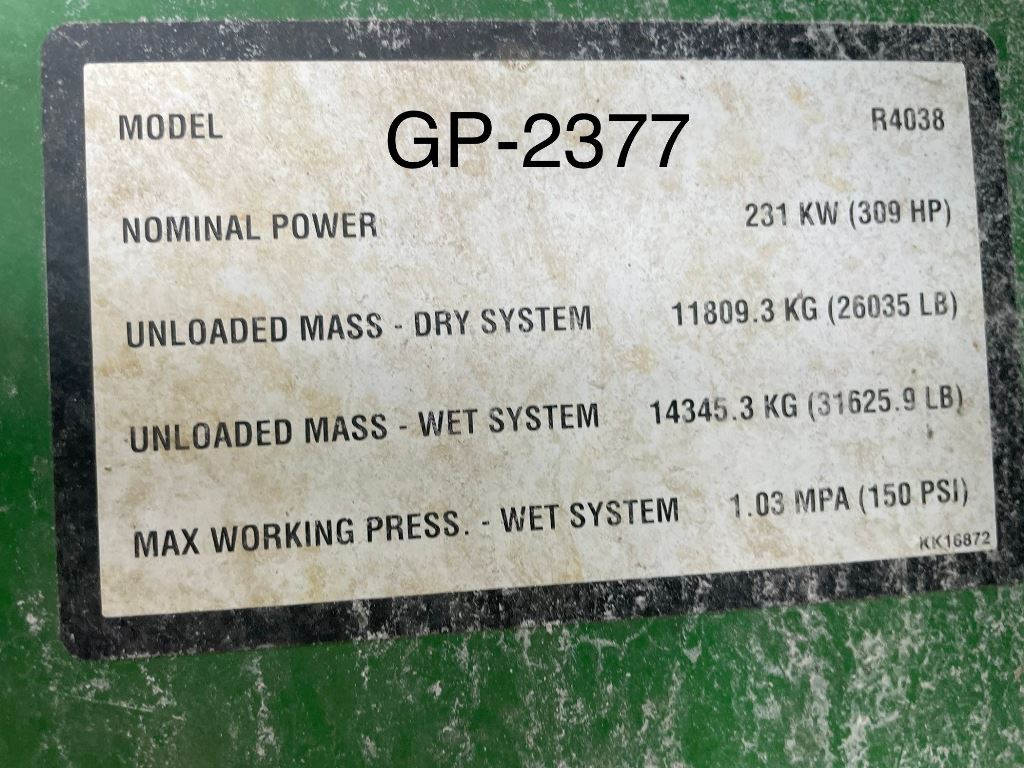 MODEL GP-2377 R4038
NOMINAL POWER 231 KW (309 HP)
UNLOADED MASS - DRY SYSTEM 11809.3 KG (26035 LB)
UNLOADED MASS - WET SYSTEM 14345.3 KG (31625.9 LB)
MAX WORKING PRESS. - WET SYSTEM 1.03 MPA (150 PSI)
KK16872